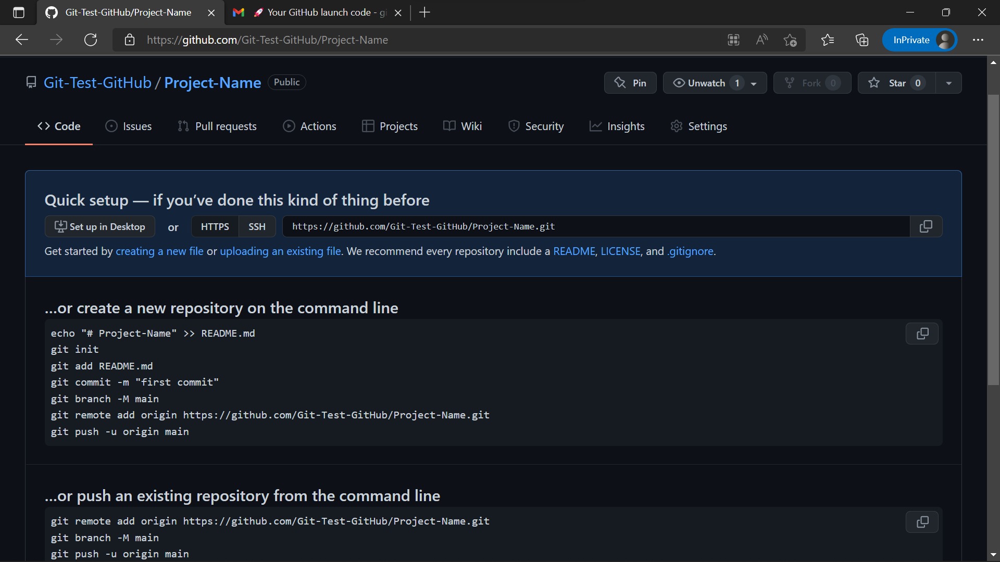 Git-Test-GitHub/Project-Name
🚀 Your GitHub launch code - gi
https://github.com/Git-Test-GitHub/Project-Name
InPrivate
Git-Test-GitHub / Project-Name Public
Pin
Unwatch 1
Fork 0
Star 0
Code Issues Pull requests Actions Projects Wiki Security Insights Settings
Quick setup — if you’ve done this kind of thing before
Set up in Desktop or HTTPS SSH https://github.com/Git-Test-GitHub/Project-Name.git
Get started by creating a new file or uploading an existing file. We recommend every repository include a README, LICENSE, and .gitignore.
…or create a new repository on the command line
echo "# Project-Name" >> README.md
git init
git add README.md
git commit -m "first commit"
git branch -M main
git remote add origin https://github.com/Git-Test-GitHub/Project-Name.git
git push -u origin main
…or push an existing repository from the command line
git remote add origin https://github.com/Git-Test-GitHub/Project-Name.git
git branch -M main
git push -u origin main